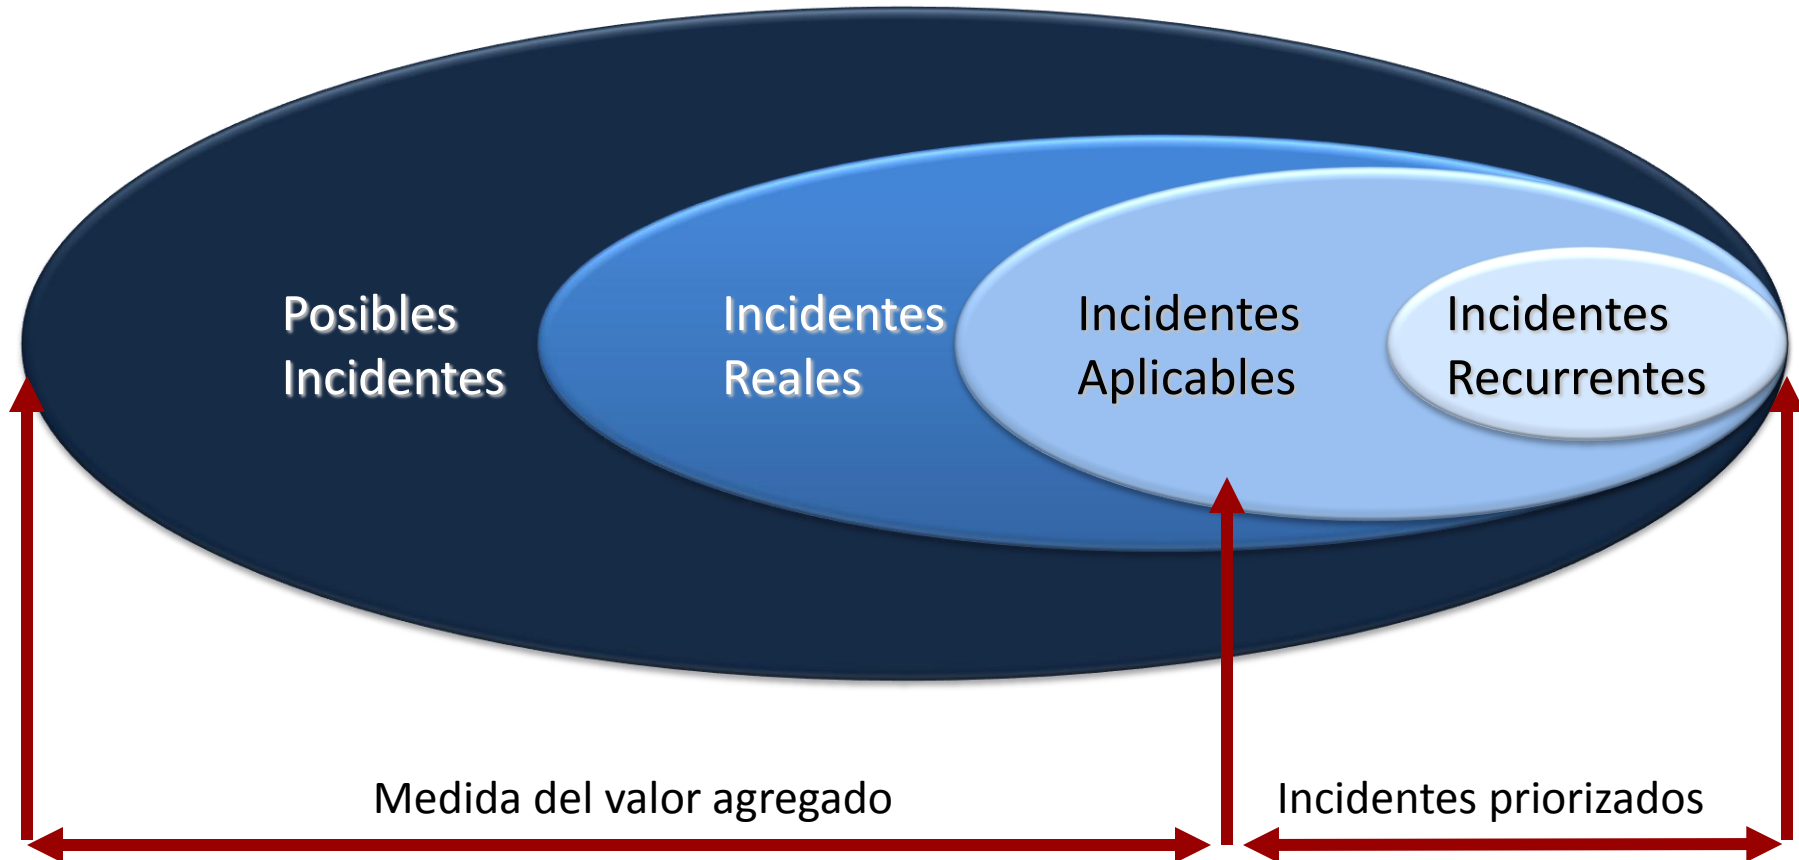 Posibles
Incidentes
Incidentes
Reales
Incidentes
Aplicables
Incidentes
Recurrentes
Medida del valor agregado
Incidentes priorizados